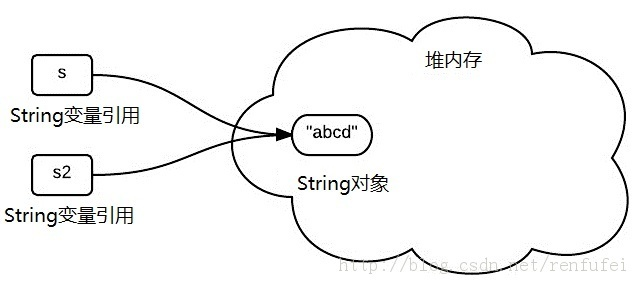 堆内存
s
String变量引用
"abcd"
s2
String对象
String变量引用
http://blog.csdn.net/renfufei